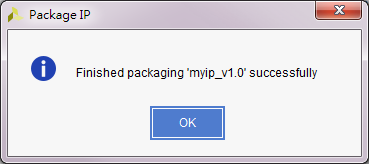 Package IP
Finished packaging 'myip_v1.0' successfully
OK